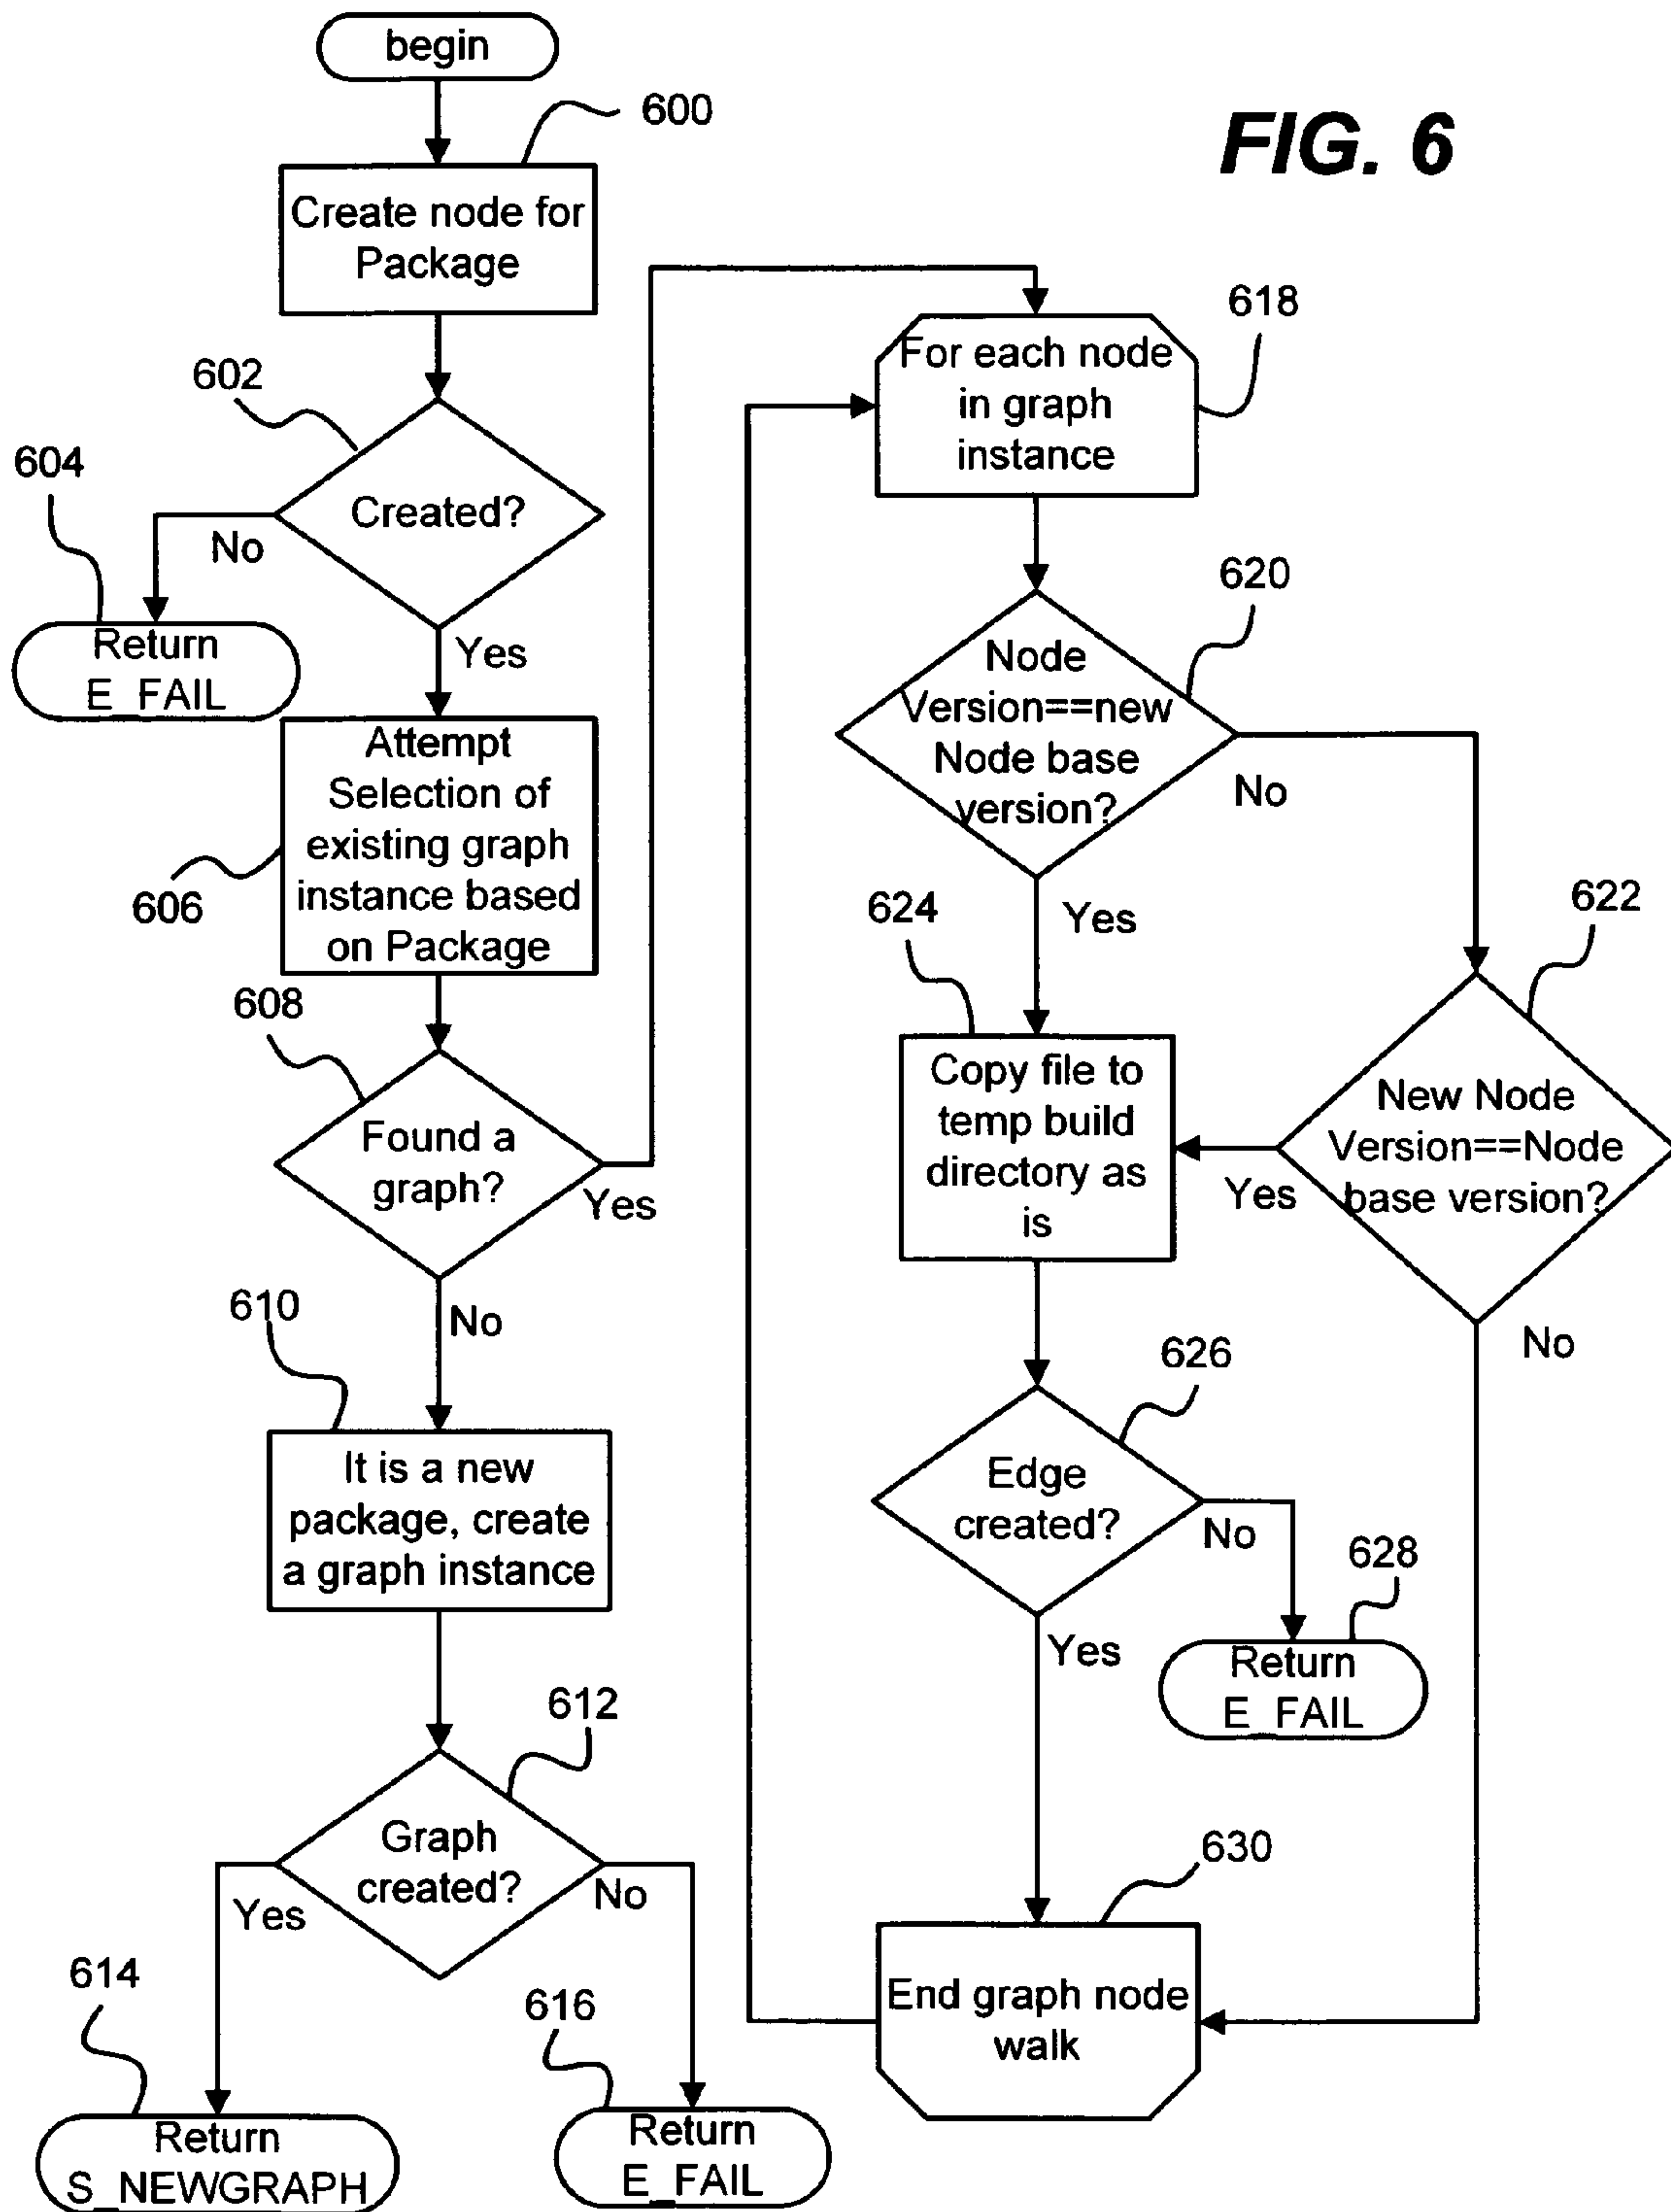 begin
600
FIG. 6
Create node for
Package
602
Created?
604
No
Return
E_FAIL
Yes
Attempt
Selection of
existing graph
instance based
on Package
606
608
Found a
graph?
Yes
No
610
It is a new
package, create
a graph instance
612
Graph
created?
Yes
No
614
Return
S_NEWGRAPH
616
Return
E_FAIL
618
For each node
in graph
instance
620
Node
Version==new
Node base
version?
No
Yes
622
New Node
Version==Node
base version?
Yes
No
624
Copy file to
temp build
directory as
is
626
Edge
created?
No
628
Return
E_FAIL
Yes
630
End graph node
walk